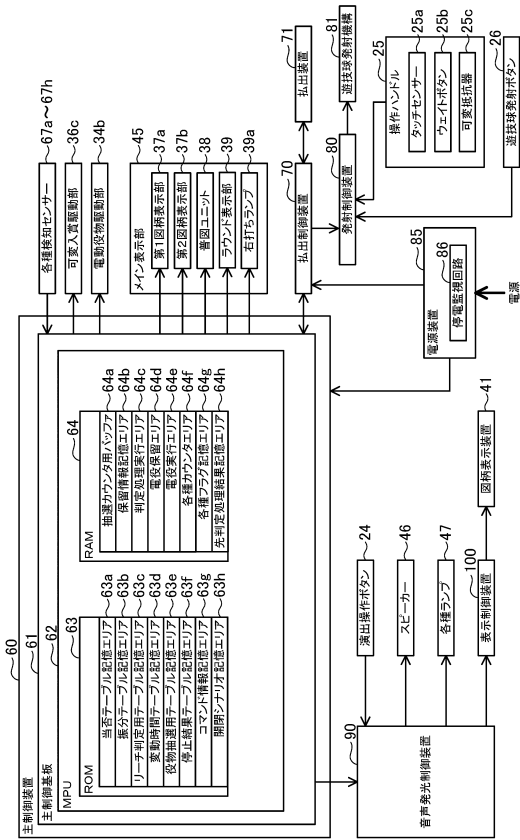 主制御装置
60
主制御基板
61
MPU
62
ROM
63
当否テーブル記憶エリア
63a
振分テーブル記憶エリア
63b
リーチ判定用テーブル記憶エリア
63c
変動時間テーブル記憶エリア
63d
役物抽選用テーブル記憶エリア
63e
停止結果テーブル記憶エリア
63f
コマンド情報記憶エリア
63g
開閉シナリオ記憶エリア
63h
RAM
64
抽選カウンタ用バッファ
64a
保留情報記憶エリア
64b
判定処理実行エリア
64c
電役保留エリア
64d
電役実行エリア
64e
各種カウンタエリア
64f
各種フラグ記憶エリア
64g
先判定処理結果記憶エリア
64h
各種検知センサー
67a~67h
可変入賞駆動部
36c
電動役物駆動部
34b
メイン表示部
45
第1図柄表示部
37a
第2図柄表示部
37b
普図ユニット
38
ラウンド表示部
39
右打ちランプ
39a
払出制御装置
70
払出装置
71
発射制御装置
80
遊技球発射機構
81
操作ハンドル
25
タッチセンサー
25a
ウェイトボタン
25b
可変抵抗器
25c
遊技球発射ボタン
26
電源装置
85
停電監視回路
86
電源
音声発光制御装置
90
演出操作ボタン
24
スピーカー
46
各種ランプ
47
表示制御装置
100
図柄表示装置
41